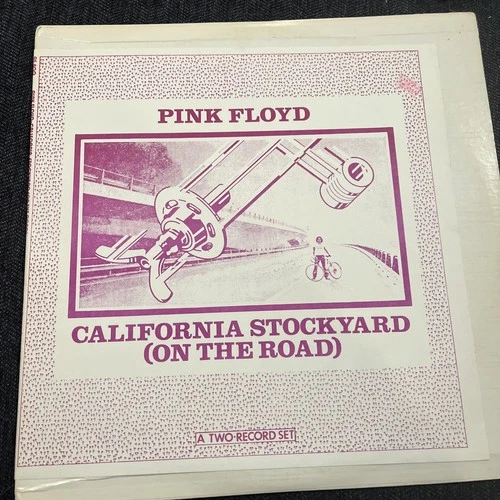 PINK FLOYD
CALIFORNIA STOCKYARD
(ON THE ROAD)
A TWO-RECORD SET